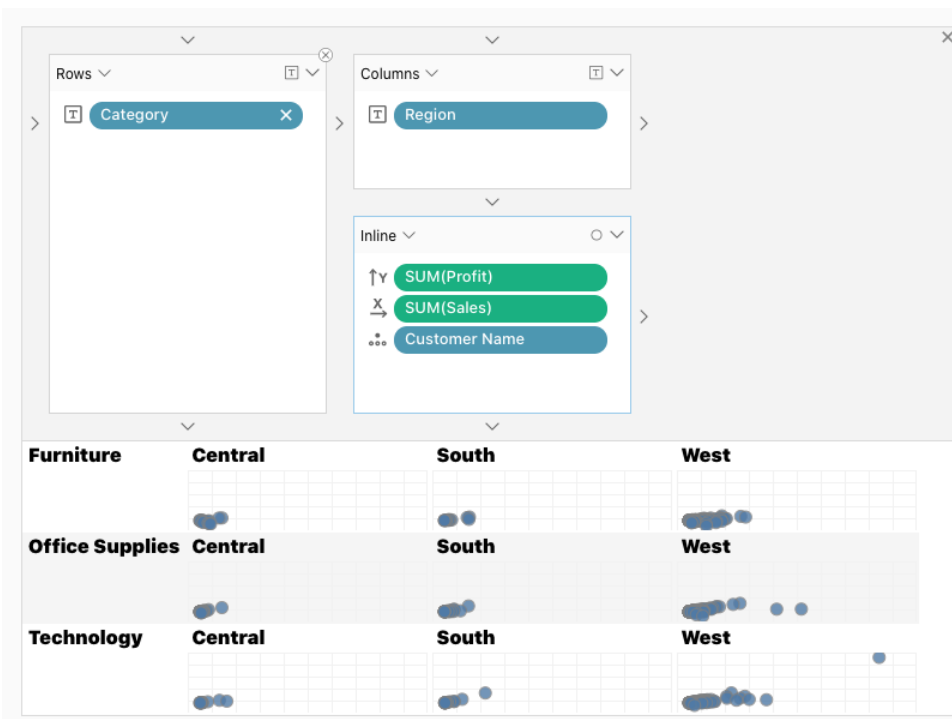 Rows
T
Columns
T
T
Category
T
Region
Inline
Y
SUM(Profit)
X
SUM(Sales)
Customer Name
Furniture Central South West
Office Supplies Central South West
Technology Central South West